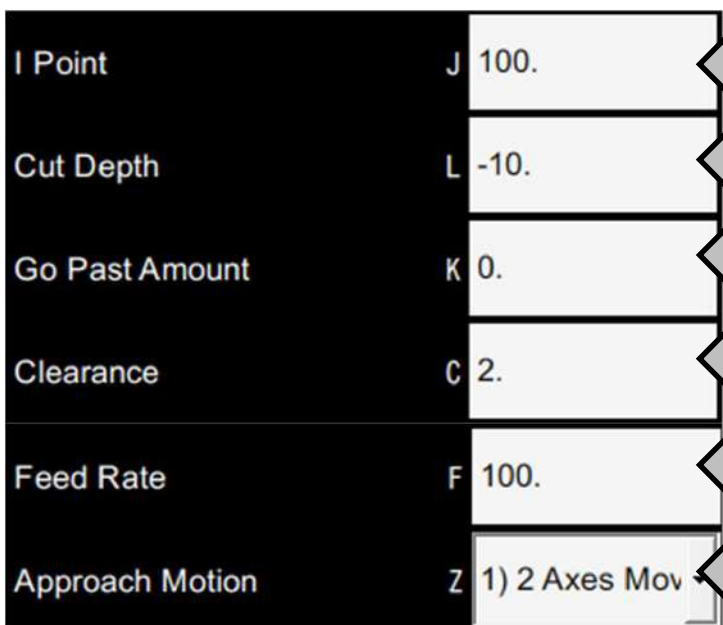 I Point J 100.
Cut Depth L -10.
Go Past Amount K 0.
Clearance C 2.
Feed Rate F 100.
Approach Motion Z 1) 2 Axes Mov